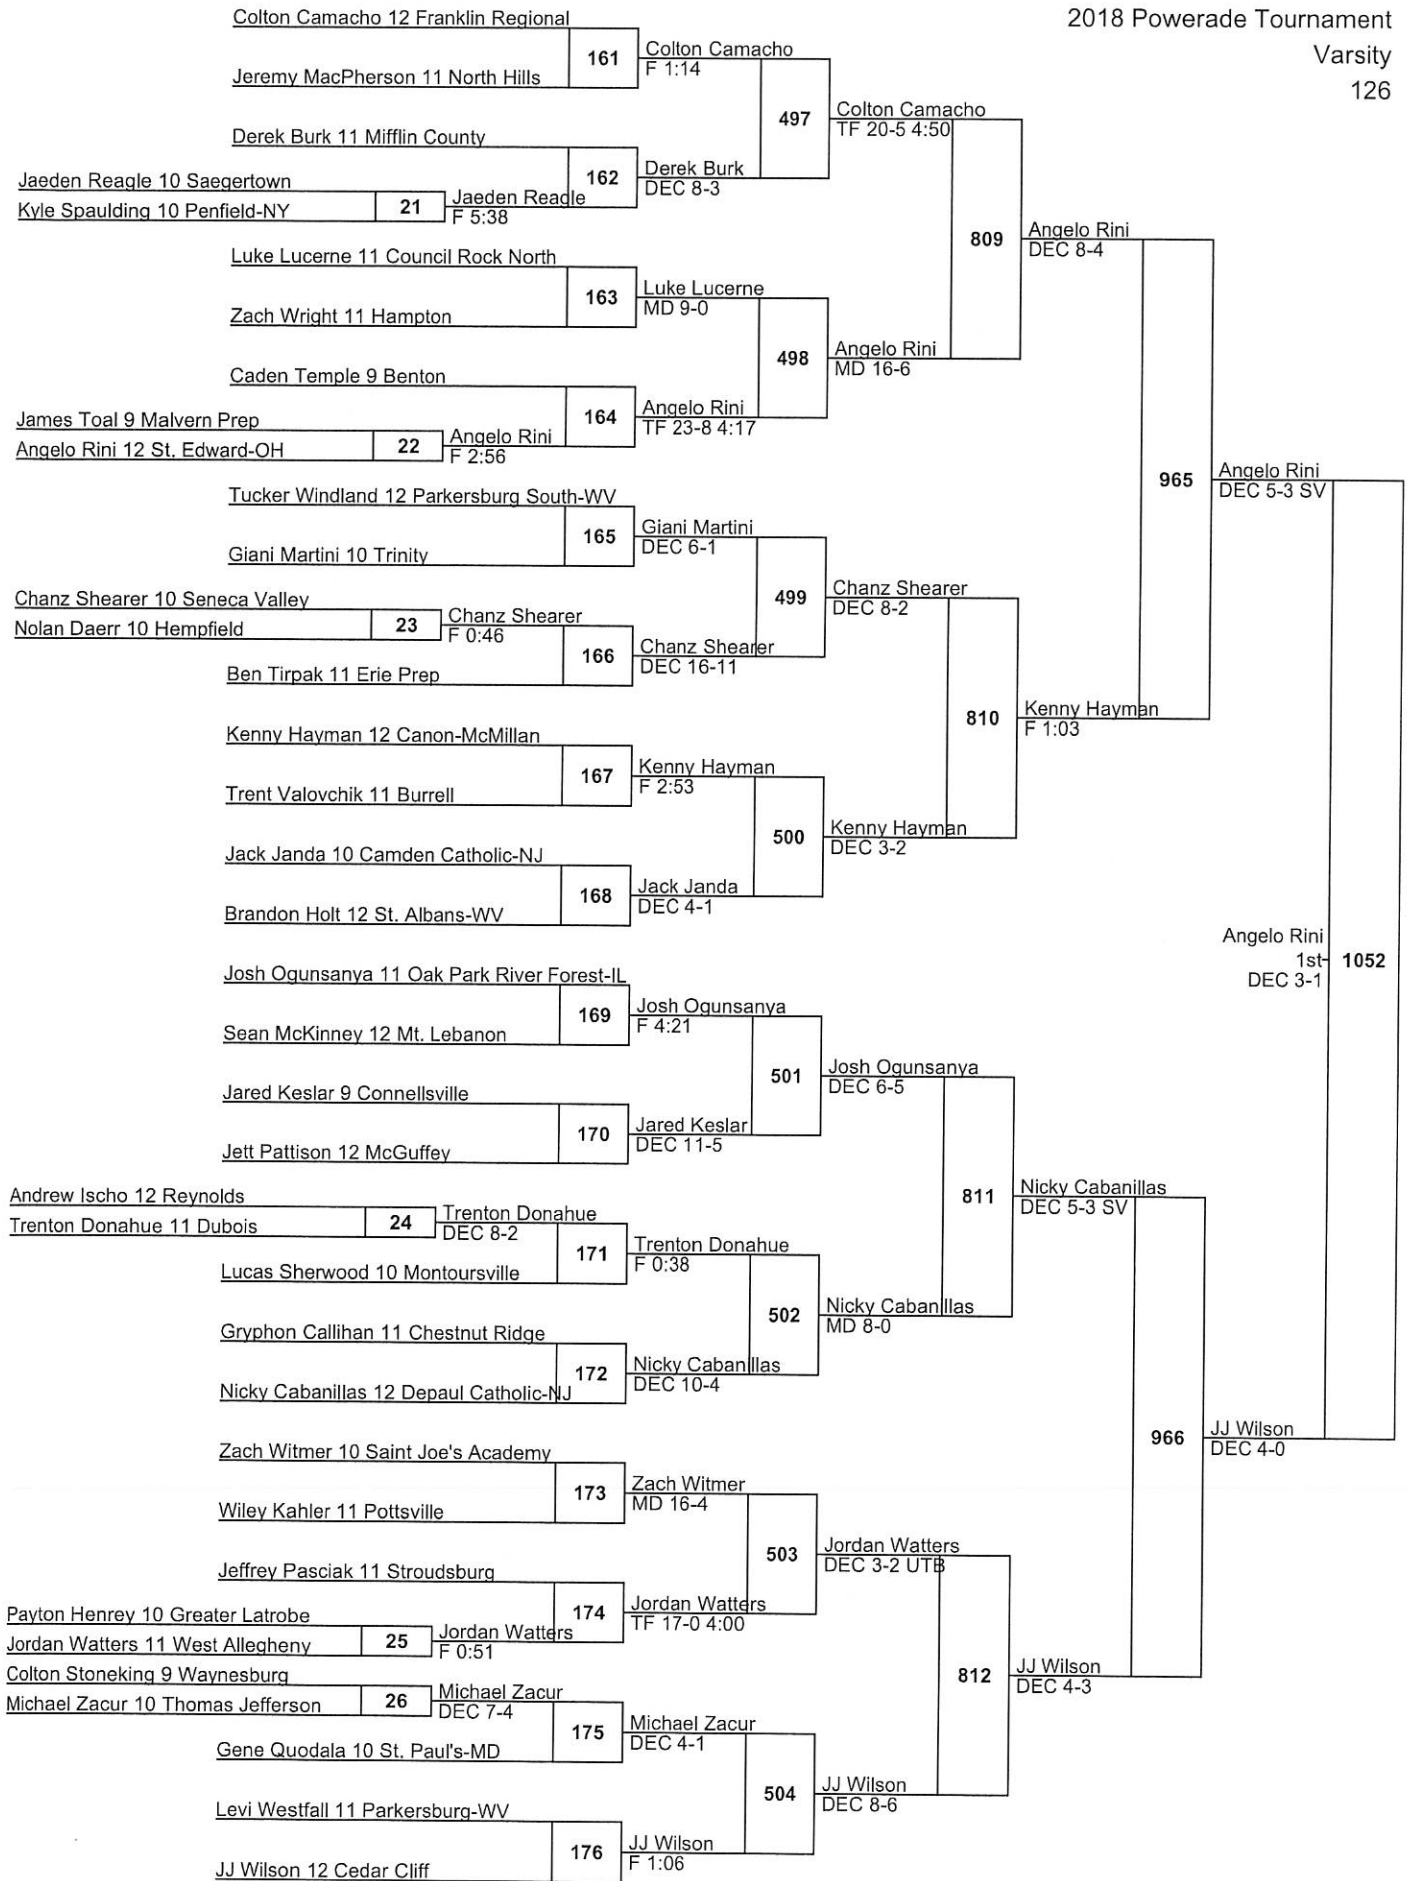 2018 Powerade Tournament
Varsity
126
Colton Camacho 12 Franklin Regional
161
Colton Camacho
F 1:14
Jeremy MacPherson 11 North Hills
497
Colton Camacho
TF 20-5 4:50
Derek Burk 11 Mifflin County
162
Derek Burk
DEC 8-3
Jaeden Reagle 10 Saegertown
Kyle Spaulding 10 Penfield-NY
21
Jaeden Reagle
F 5:38
809
Angelo Rini
DEC 8-4
Luke Lucerne 11 Council Rock North
163
Luke Lucerne
MD 9-0
Zach Wright 11 Hampton
498
Angelo Rini
MD 16-6
Caden Temple 9 Benton
164
Angelo Rini
TF 23-8 4:17
James Toal 9 Malvern Prep
Angelo Rini 12 St. Edward-OH
22
Angelo Rini
F 2:56
965
Angelo Rini
DEC 5-3 SV
Tucker Windland 12 Parkersburg South-WV
165
Giani Martini
DEC 6-1
Giani Martini 10 Trinity
499
Chanz Shearer
DEC 8-2
Chanz Shearer 10 Seneca Valley
Nolan Daerr 10 Hempfield
23
Chanz Shearer
F 0:46
166
Chanz Shearer
DEC 16-11
Ben Tirpak 11 Erie Prep
810
Kenny Hayman
F 1:03
Kenny Hayman 12 Canon-McMillan
167
Kenny Hayman
F 2:53
Trent Valovchik 11 Burrell
500
Kenny Hayman
DEC 3-2
Jack Janda 10 Camden Catholic-NJ
168
Jack Janda
DEC 4-1
Brandon Holt 12 St. Albans-WV
Angelo Rini
1st
DEC 3-1
1052
Josh Ogunsanya 11 Oak Park River Forest-IL
169
Josh Ogunsanya
F 4:21
Sean McKinney 12 Mt. Lebanon
501
Josh Ogunsanya
DEC 6-5
Jared Keslar 9 Connellsville
170
Jared Keslar
DEC 11-5
Jett Pattison 12 McGuffey
811
Nicky Cabanillas
DEC 5-3 SV
Andrew Ischo 12 Reynolds
Trenton Donahue 11 Dubois
24
Trenton Donahue
DEC 8-2
171
Trenton Donahue
F 0:38
Lucas Sherwood 10 Montoursville
502
Nicky Cabanillas
MD 8-0
Gryphon Callihan 11 Chestnut Ridge
172
Nicky Cabanillas
DEC 10-4
Nicky Cabanillas 12 Depaul Catholic-NJ
966
JJ Wilson
DEC 4-0
Zach Witmer 10 Saint Joe's Academy
173
Zach Witmer
MD 16-4
Wiley Kahler 11 Pottsville
503
Jordan Watters
DEC 3-2 UTB
Jeffrey Pasciak 11 Stroudsburg
174
Jordan Watters
TF 17-0 4:00
Payton Henrey 10 Greater Latrobe
Jordan Watters 11 West Allegheny
25
Jordan Watters
F 0:51
812
JJ Wilson
DEC 4-3
Colton Stoneking 9 Waynesburg
Michael Zacur 10 Thomas Jefferson
26
Michael Zacur
DEC 7-4
175
Michael Zacur
DEC 4-1
Gene Quodala 10 St. Paul's-MD
504
JJ Wilson
DEC 8-6
Levi Westfall 11 Parkersburg-WV
176
JJ Wilson
F 1:06
JJ Wilson 12 Cedar Cliff